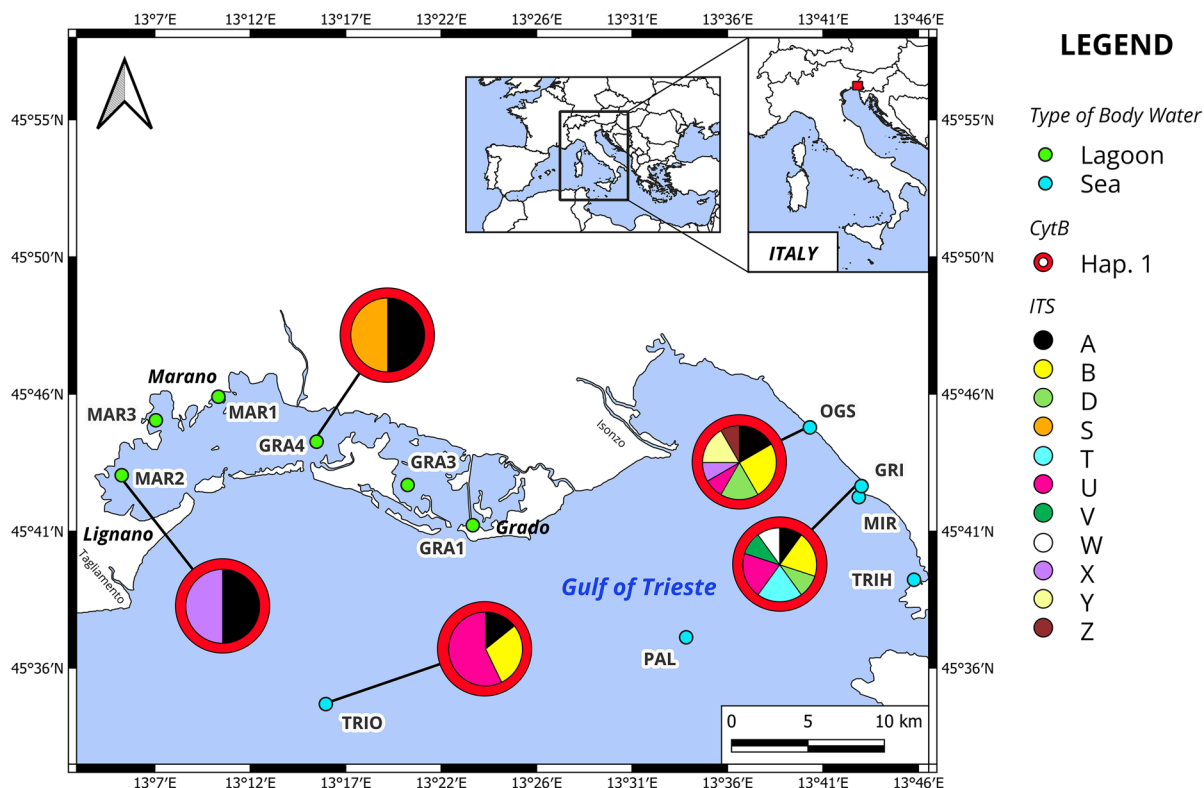 13°7′E 13°12′E 13°17′E 13°22′E 13°26′E 13°31′E 13°36′E 13°41′E 13°46′E
LEGEND
Type of Body Water
Lagoon
Sea
CytB
Hap. 1
ITS
A
B
D
S
T
U
V
W
X
Y
Z
45°55′N 45°55′N
ITALY
45°50′N 45°50′N
45°46′N 45°46′N
Marano
MAR3
MAR1
GRA4
GRA3
MAR2
Isonzo
OGS
GRI
MIR
Lignano
Grado
GRA1
45°41′N 45°41′N
Tagliamento
Gulf of Trieste
TRIH
PAL
45°36′N 45°36′N
TRIO
0 5 10 km
13°7′E 13°12′E 13°17′E 13°22′E 13°26′E 13°31′E 13°36′E 13°41′E 13°46′E